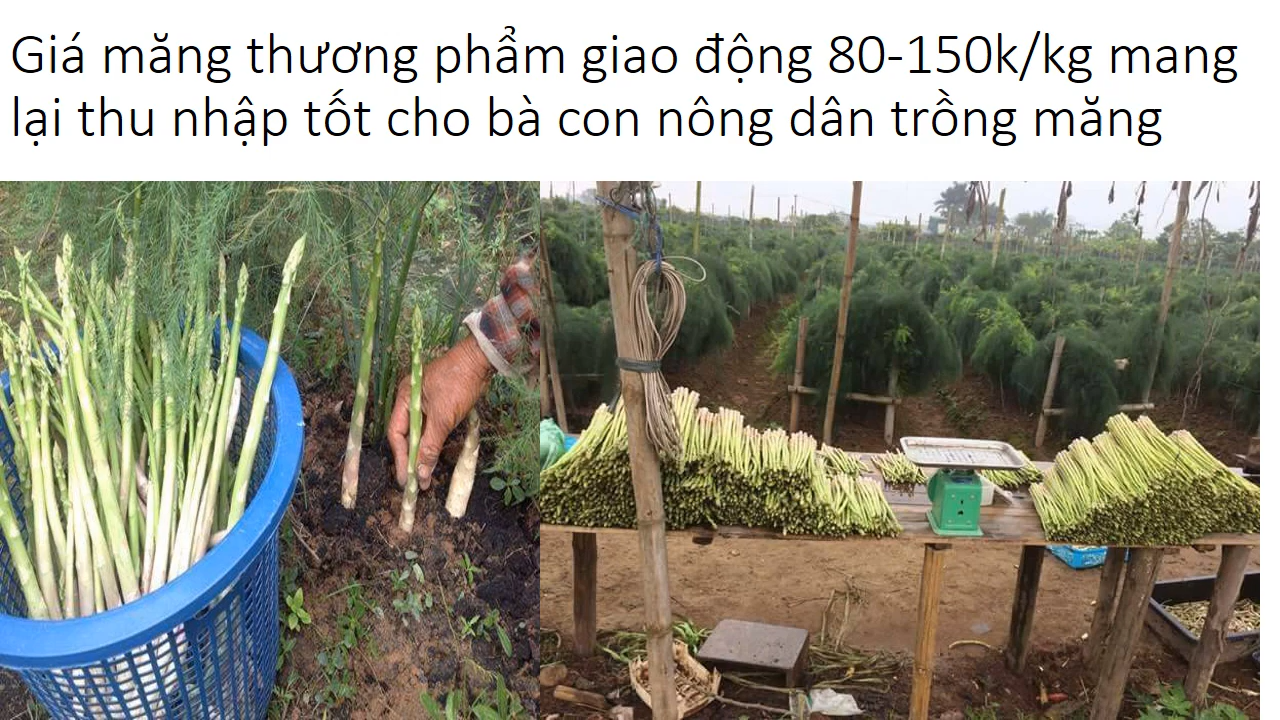 Giá măng thương phẩm giao động 80-150k/kg mang
lại thu nhập tốt cho bà con nông dân trồng măng